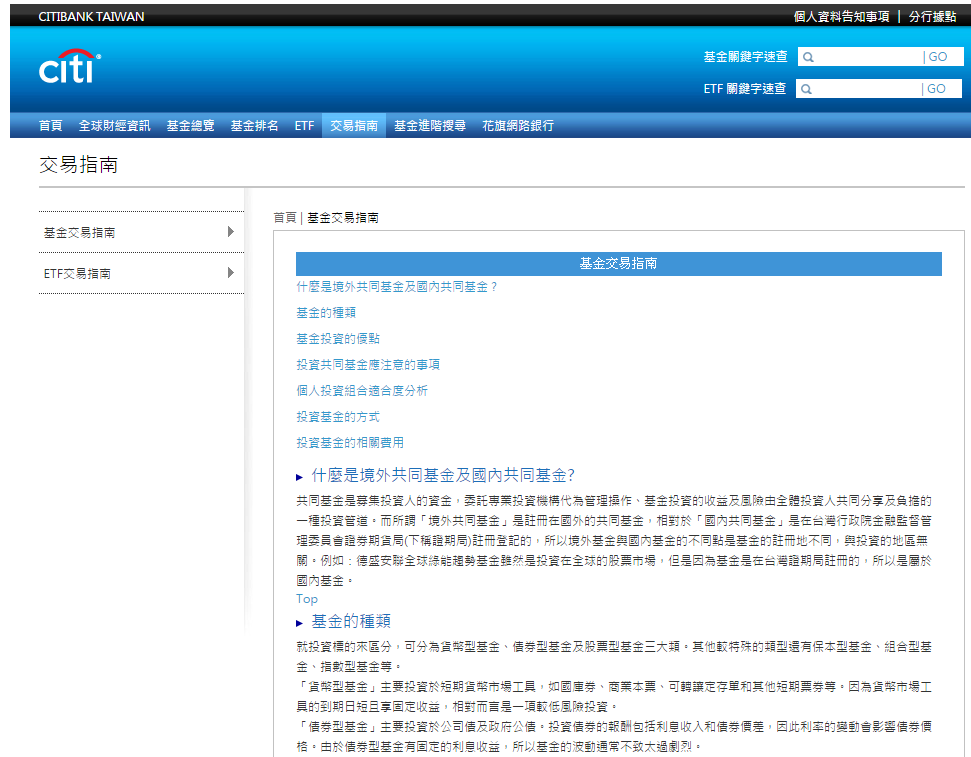 CITIBANK TAIWAN
個人資料告知事項 | 分行據點
citi
基金關鍵字速查 | GO
ETF 關鍵字速查 | GO
首頁 全球財經資訊 基金總覽 基金排名 ETF 交易指南 基金進階搜尋 花旗網路銀行
交易指南
基金交易指南
ETF交易指南
首頁 | 基金交易指南
基金交易指南
什麼是境外共同基金及國內共同基金？
基金的種類
基金投資的優點
投資共同基金應注意的事項
個人投資組合適合度分析
投資基金的方式
投資基金的相關費用
什麼是境外共同基金及國內共同基金?
共同基金是募集投資人的資金，委託專業投資機構代為管理操作、基金投資的收益及風險由全體投資人共同分享及負擔的
一種投資管道。而所謂「境外共同基金」是註冊在國外的共同基金，相對於「國內共同基金」是在台灣行政院金融監督管
理委員會證券期貨局(下稱證期局)註冊登記的，所以境外基金與國內基金的不同點是基金的註冊地不同，與投資的地區無
關。例如：德盛安聯全球綠能趨勢基金雖然是投資在全球的股票市場，但是因為基金是在台灣證期局註冊的，所以是屬於
國內基金。
Top
基金的種類
就投資標的來區分，可分為貨幣型基金、債券型基金及股票型基金三大類。其他較特殊的類型還有保本型基金、組合型基
金、指數型基金等。
「貨幣型基金」主要投資於短期貨幣市場工具，如國庫券、商業本票、可轉讓定存單和其他短期票券等。因為貨幣市場工
具的到期日短且享固定收益，相對而言是一項較低風險投資。
「債券型基金」主要投資於公司債及政府公債。投資債券的報酬包括利息收入和債券價差，因此利率的變動會影響債券價
格。由於債券型基金有固定的利息收益，所以基金的波動通常不致太過劇烈。